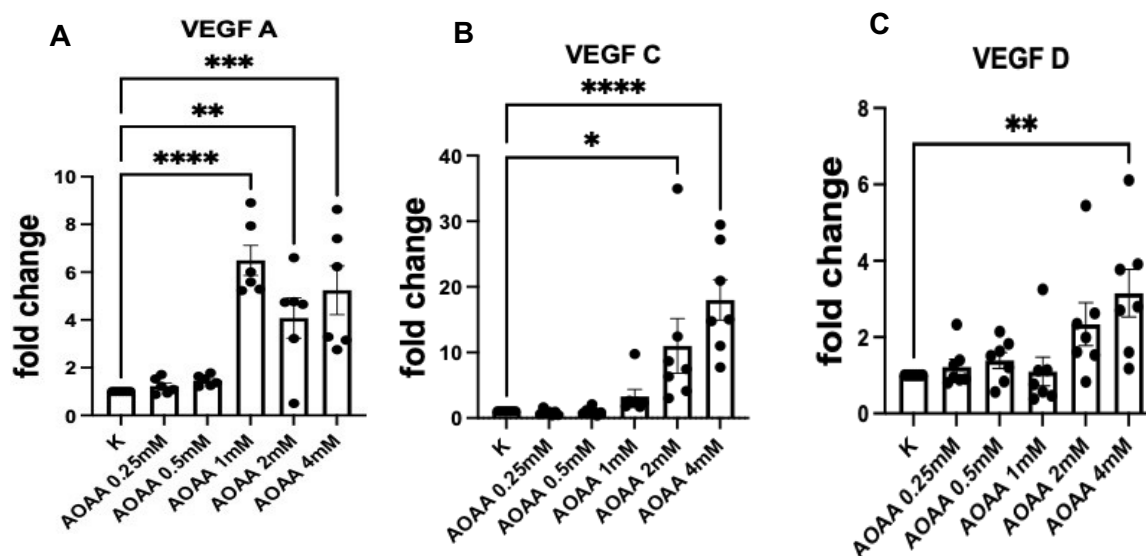 A
VEGF A
***
**
****
fold change
10
8
6
4
2
0
K
AOAA 0.25mM
AOAA 0.5mM
AOAA 1mM
AOAA 2mM
AOAA 4mM
B
VEGF C
****
*
fold change
40
30
20
10
0
K
AOAA 0.25mM
AOAA 0.5mM
AOAA 1mM
AOAA 2mM
AOAA 4mM
C
VEGF D
**
fold change
8
6
4
2
0
K
AOAA 0.25mM
AOAA 0.5mM
AOAA 1mM
AOAA 2mM
AOAA 4mM